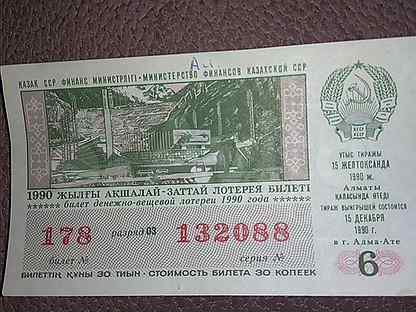 Ай
ҚАЗАҚ ССР ФИНАНС МИНИСТРЛІГІ · МИНИСТЕРСТВО ФИНАНСОВ КАЗАХСКОЙ ССР
1990 ЖЫЛҒЫ АҚШАЛАЙ-ЗАТТАЙ ЛОТЕРЕЯ БИЛЕТІ
****** билет денежно-вещевой лотереи 1990 года ******
178 разряд 03 132088
билет № серия №
БИЛЕТТІҢ ҚҰНЫ 30 ТИЫН · СТОИМОСТЬ БИЛЕТА 30 КОПЕЕК
ҰТЫС ТИРАЖЫ
15 ЖЕЛТОҚСАНДА
1990 ж.
Алматы
ҚАЛАСЫНДА ӨТЕДІ
ТИРАЖ ВЫИГРЫШЕЙ СОСТОИТСЯ
15 ДЕКАБРЯ
1990 г.
в г. Алма-Ате
6